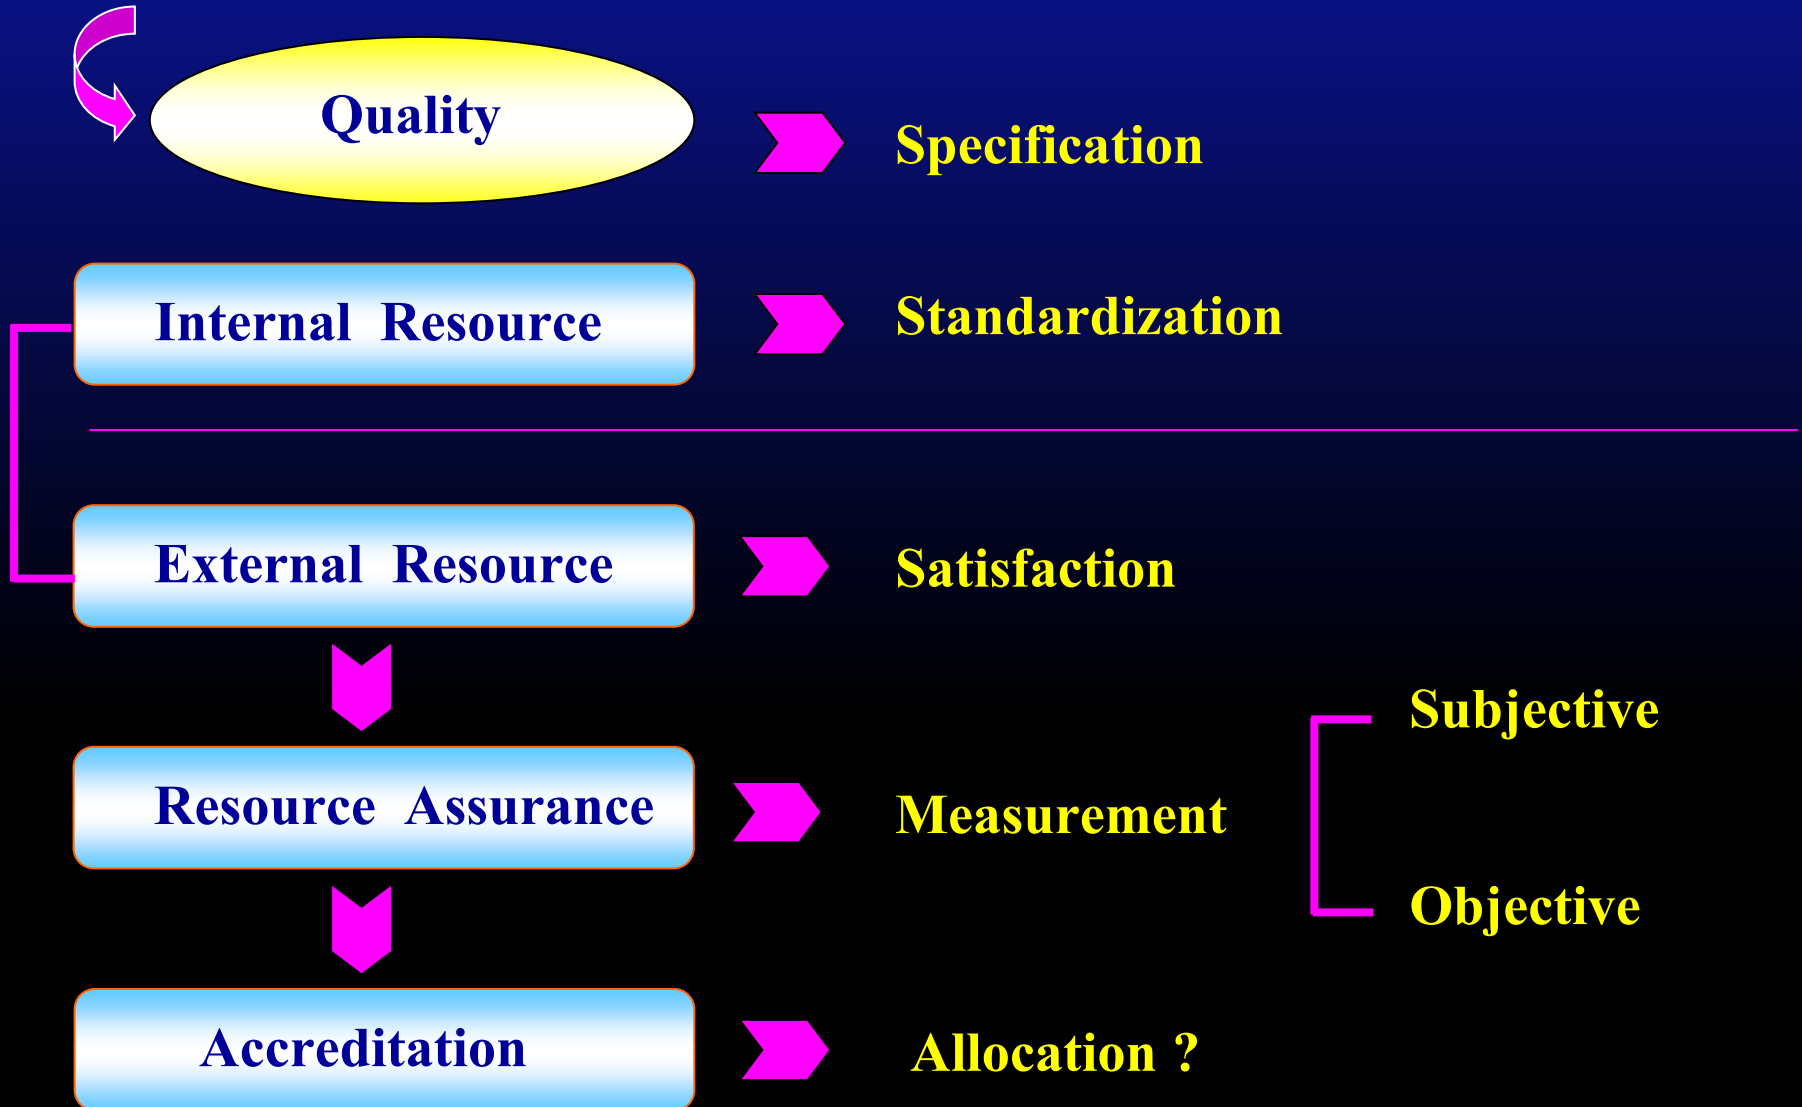 Quality
Specification
Internal Resource
Standardization
External Resource
Satisfaction
Subjective
Resource Assurance
Measurement
Objective
Accreditation
Allocation ?